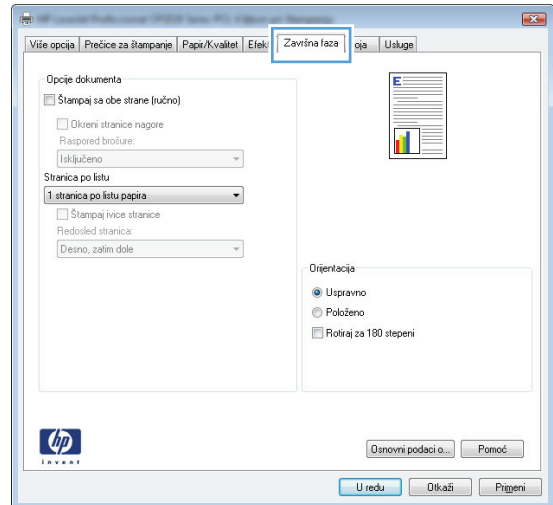 Više opcija
Prečice za štampanje
Papir/Kvalitet
Završna faza
Usluge
Opcije dokumenta
Štampaj sa obe strane (ručno)
Okreni stranice nagore
Raspored brošure:
Isključeno
Stranica po listu
1 stranica po listu papira
Štampaj ivice stranice
Redosled stranica:
Desno, zatim dole
E
Orijentacija
Uspravno
Položeno
Rotiraj za 180 stepeni
hp
invent
Osnovni podaci o...
Pomoć
U redu
Otkaži
Primeni